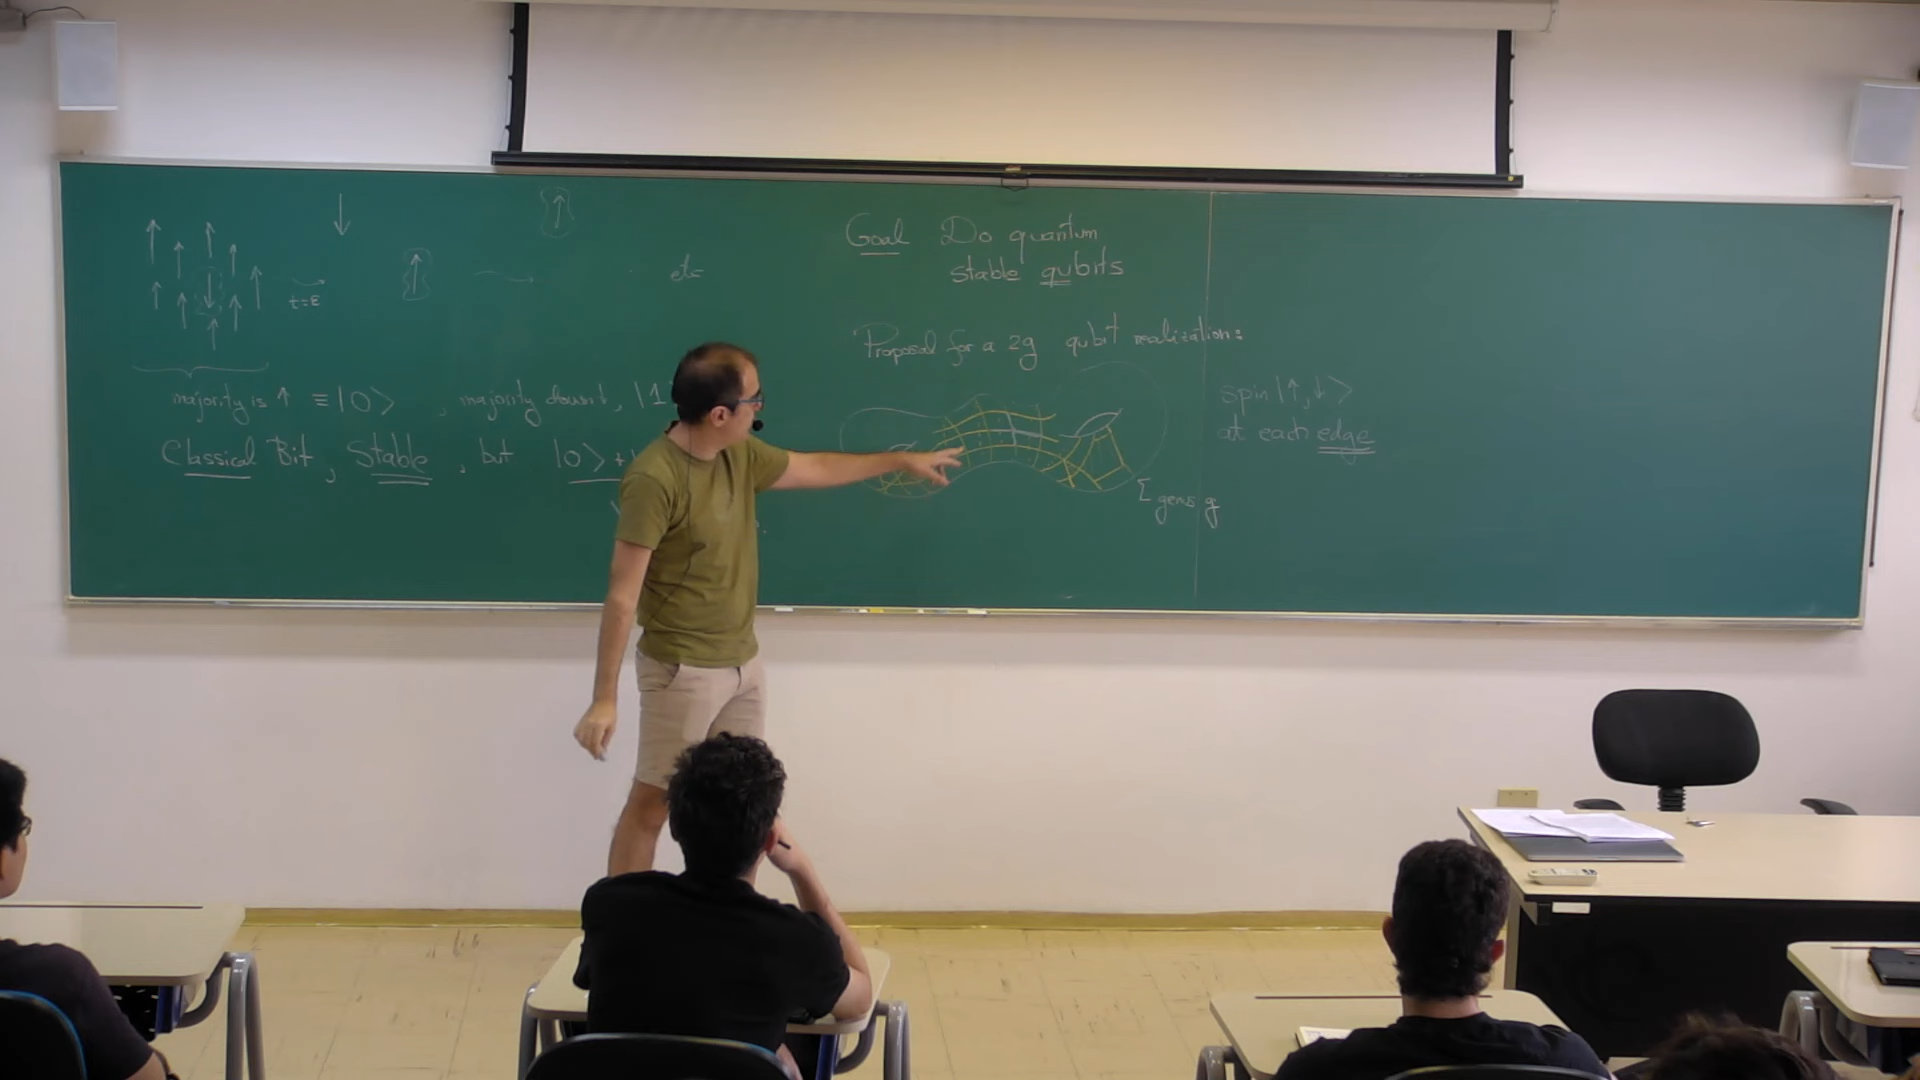 t=ε
etc
majority is ↑ ≡ |0⟩ , majority down ↓, |1
Classical Bit, Stable, but |0⟩+
Goal Do quantum
stable qubits
Proposal for a 2g qubit realization:
spin |↑,↓⟩
at each edge
Σ genus g